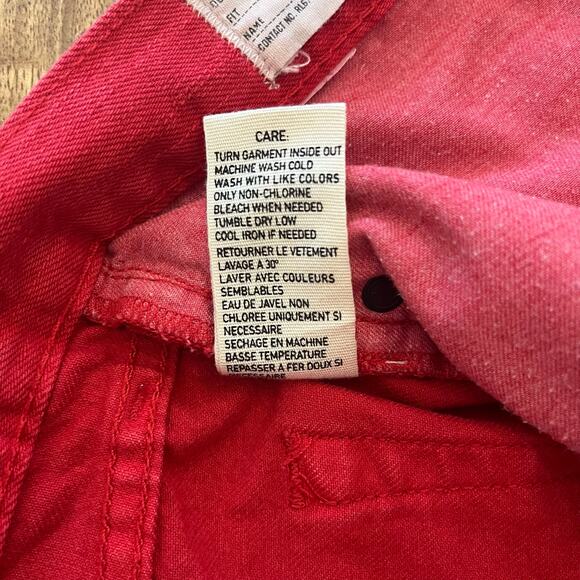 FIT
NAME
CONTACT NO. RL6
CARE:
TURN GARMENT INSIDE OUT
MACHINE WASH COLD
WASH WITH LIKE COLORS
ONLY NON-CHLORINE
BLEACH WHEN NEEDED
TUMBLE DRY LOW
COOL IRON IF NEEDED
RETOURNER LE VETEMENT
LAVAGE A 30°
LAVER AVEC COULEURS
SEMBLABLES
EAU DE JAVEL NON
CHLOREE UNIQUEMENT SI
NECESSAIRE
SECHAGE EN MACHINE
BASSE TEMPERATURE
REPASSER A FER DOUX SI
NECESSAIRE